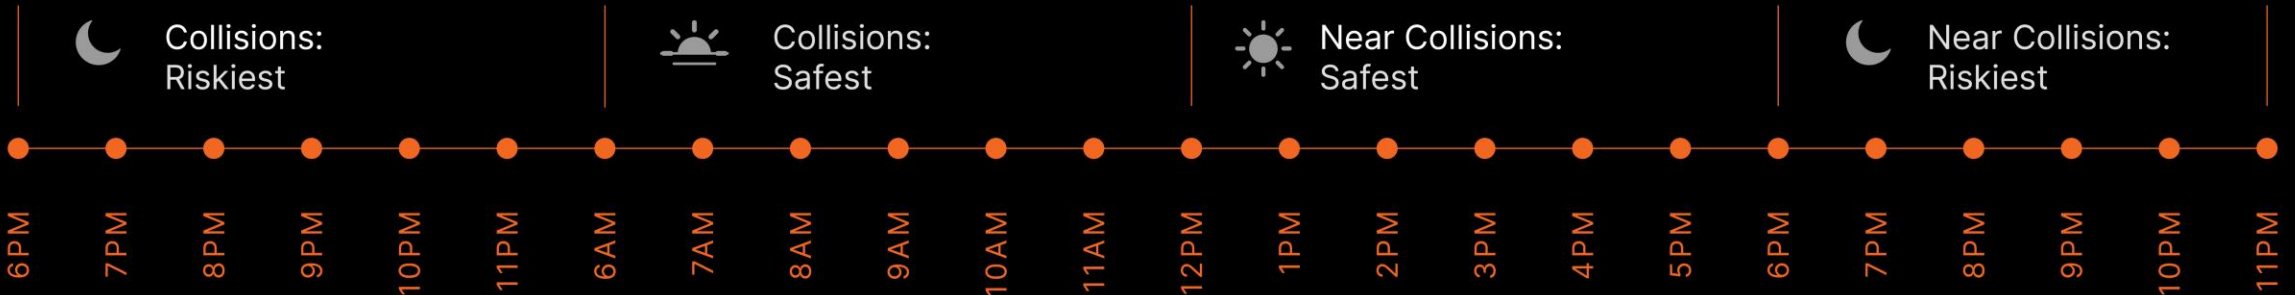 Collisions:
Riskiest
Collisions:
Safest
Near Collisions:
Safest
Near Collisions:
Riskiest
6PM
7PM
8PM
9PM
10PM
11PM
6AM
7AM
8AM
9AM
10AM
11AM
12PM
1PM
2PM
3PM
4PM
5PM
6PM
7PM
8PM
9PM
10PM
11PM